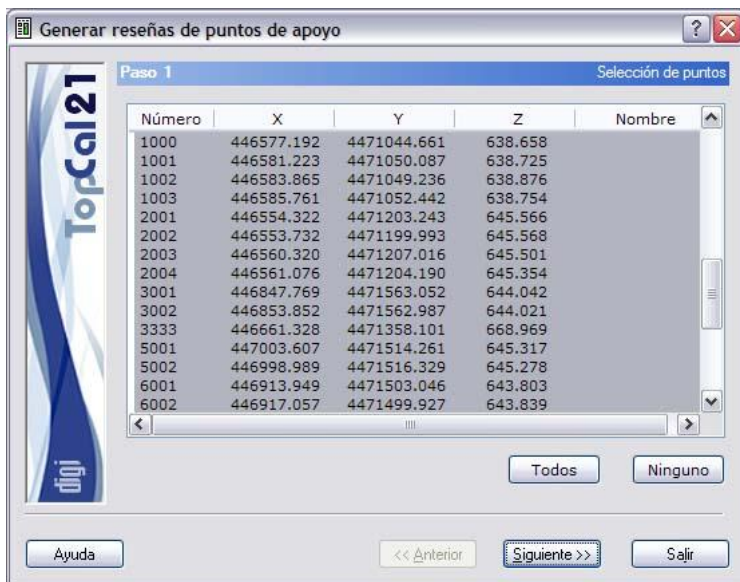 Generar reseñas de puntos de apoyo
Paso 1 Selección de puntos
TopCal21
digi
Número X Y Z Nombre
1000 446577.192 4471044.661 638.658
1001 446581.223 4471050.087 638.725
1002 446583.865 4471049.236 638.876
1003 446585.761 4471052.442 638.754
2001 446554.322 4471203.243 645.566
2002 446553.732 4471199.993 645.568
2003 446560.320 4471207.016 645.501
2004 446561.076 4471204.190 645.354
3001 446847.769 4471563.052 644.042
3002 446853.852 4471562.987 644.021
3333 446661.328 4471358.101 668.969
5001 447003.607 4471514.261 645.317
5002 446998.989 4471516.329 645.278
6001 446913.949 4471503.046 643.803
6002 446917.057 4471499.927 643.839
Todos Ninguno
Ayuda << Anterior Siguiente >> Salir